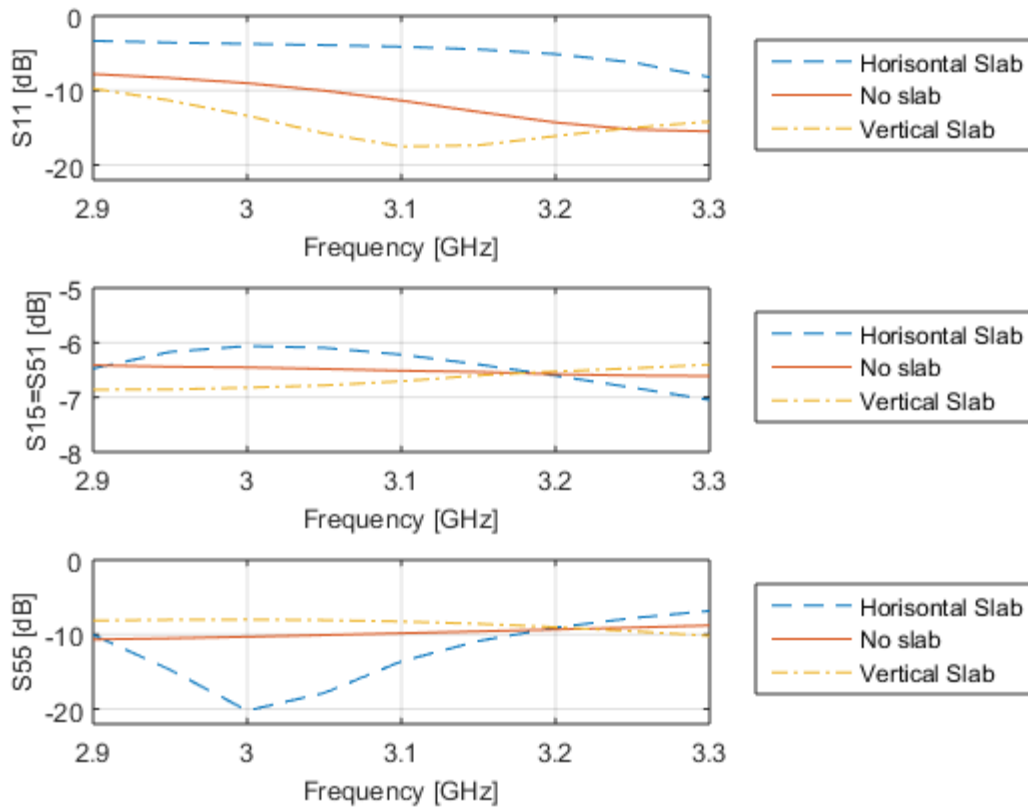 S11 [dB]
0
-10
-20
2.9 3 3.1 3.2 3.3
Frequency [GHz]
Horisontal Slab
No slab
Vertical Slab
S15=S51 [dB]
-5
-6
-7
-8
2.9 3 3.1 3.2 3.3
Frequency [GHz]
Horisontal Slab
No slab
Vertical Slab
S55 [dB]
0
-10
-20
2.9 3 3.1 3.2 3.3
Frequency [GHz]
Horisontal Slab
No slab
Vertical Slab